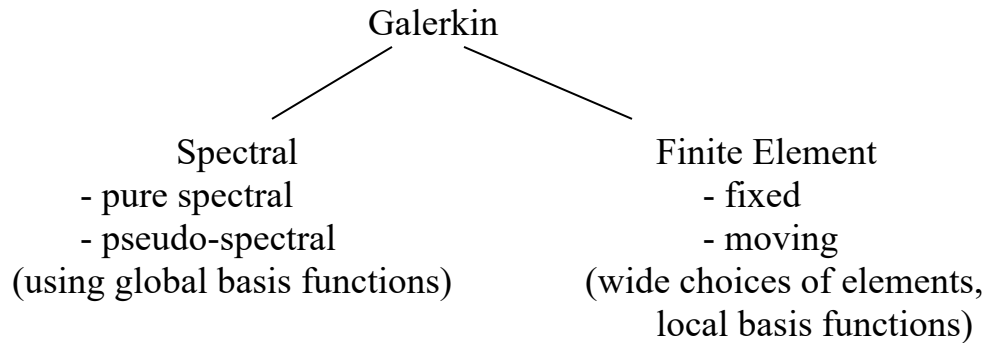 Galerkin
Spectral
- pure spectral
- pseudo-spectral
(using global basis functions)
Finite Element
- fixed
- moving
(wide choices of elements,
local basis functions)